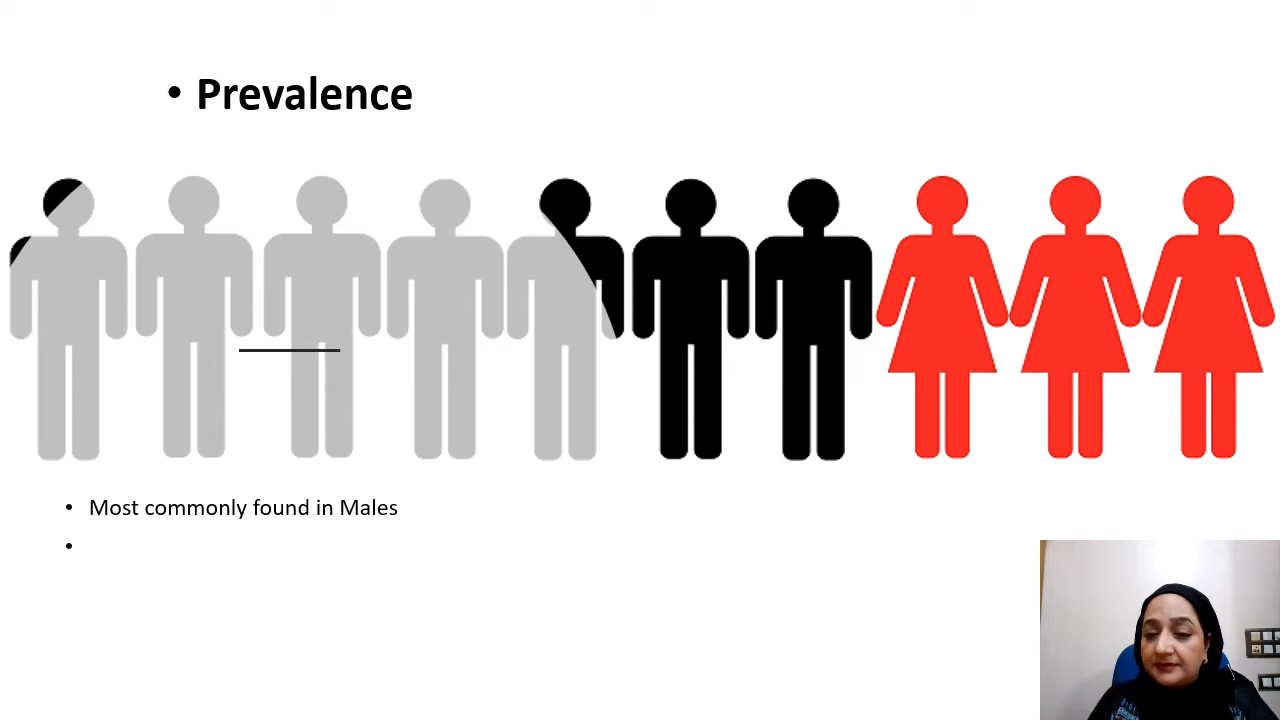 • Prevalence
• Most commonly found in Males
•